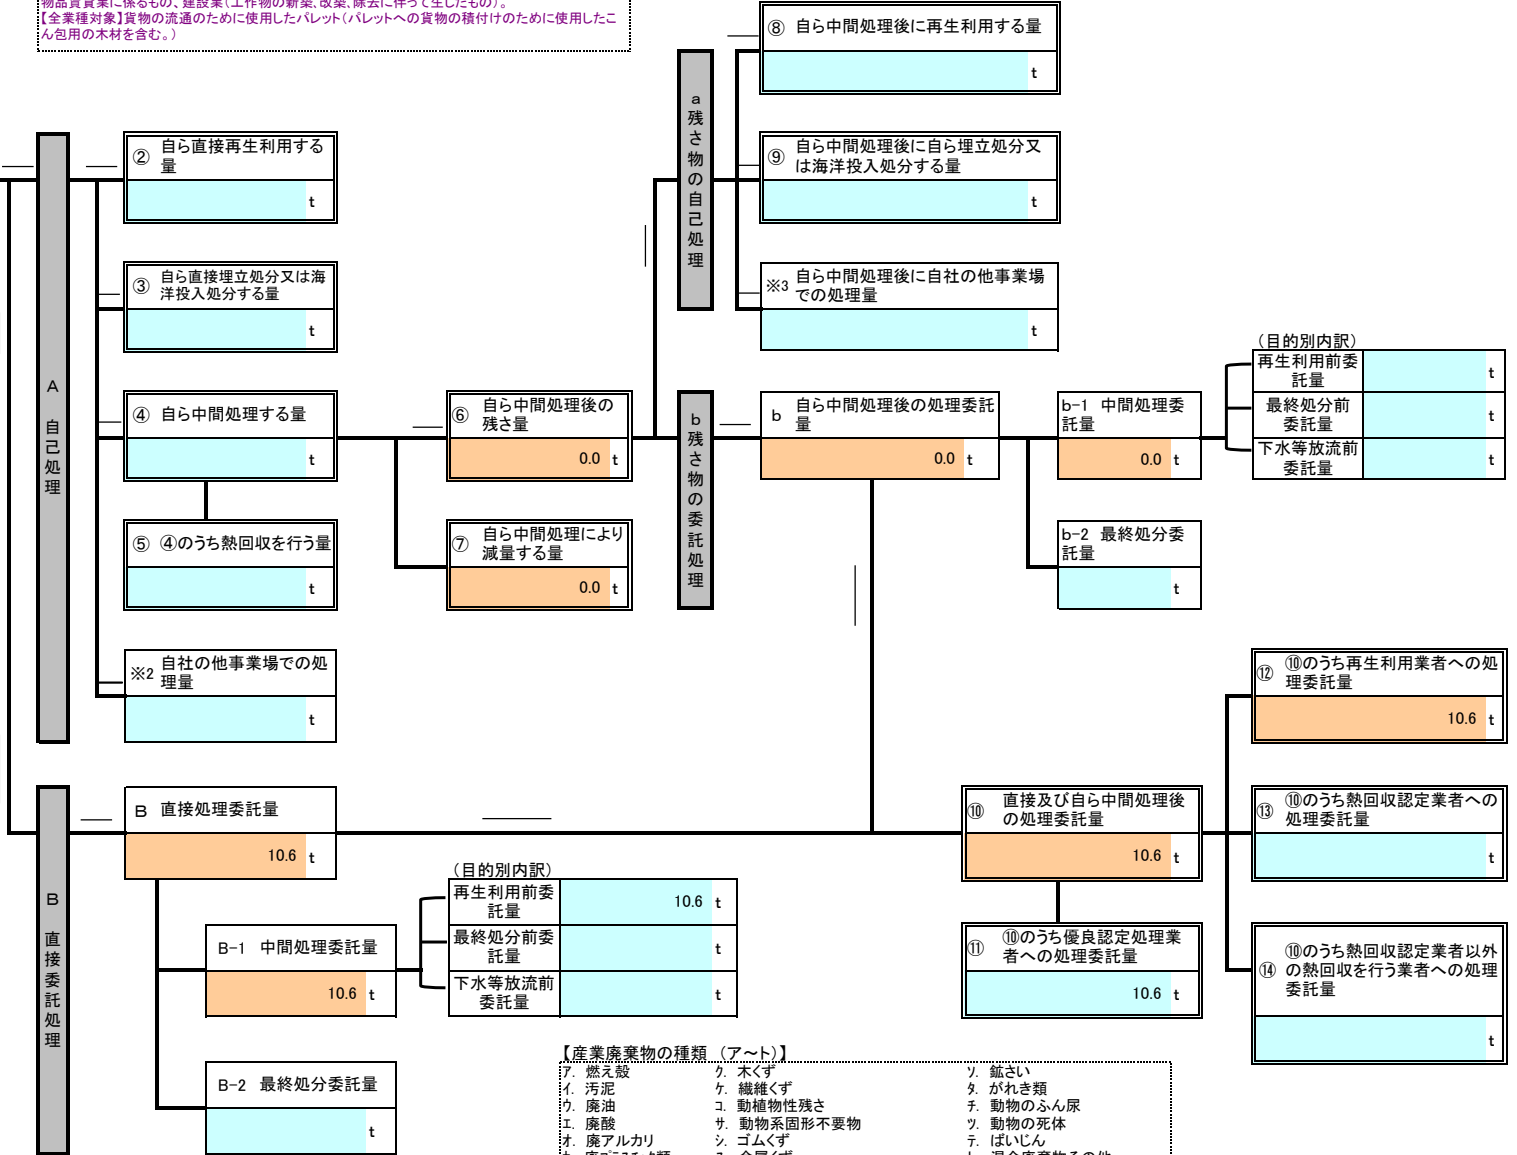 物品賃貸業に係るもの、建設業（工作物の新築、改築、除去に伴って生じたもの）。
【全業種対象】貨物の流通のために使用したパレット（パレットへの貨物の積付けのために使用したこ
ん包用の木材を含む。）
⑧ 自ら中間処理後に再生利用する量
t
a 残さ物の自己処理
② 自ら直接再生利用する
量
t
⑨ 自ら中間処理後に自ら埋立処分又
は海洋投入処分する量
t
③ 自ら直接埋立処分又は海
洋投入処分する量
t
※3 自ら中間処理後に自社の他事業場
での処理量
t
A 自己処理
④ 自ら中間処理する量
t
⑥ 自ら中間処理後の
残さ量
0.0 t
b 残さ物の委託処理
b 自ら中間処理後の処理委託
量
0.0 t
b-1 中間処理委
託量
0.0 t
（目的別内訳）
再生利用前委
託量
t
最終処分前
委託量
t
下水等放流前
委託量
t
⑤ ④のうち熱回収を行う量
t
⑦ 自ら中間処理により
減量する量
0.0 t
b-2 最終処分委
託量
t
※2 自社の他事業場での処
理量
t
⑫ ⑩のうち再生利用業者への処
理委託量
10.6 t
B 直接委託処理
B 直接処理委託量
10.6 t
⑩ 直接及び自ら中間処理後
の処理委託量
10.6 t
⑬ ⑩のうち熱回収認定業者への
処理委託量
t
（目的別内訳）
再生利用前委
託量
10.6 t
最終処分前委
託量
t
下水等放流前
委託量
t
B-1 中間処理委託量
10.6 t
⑪ ⑩のうち優良認定処理業
者への処理委託量
10.6 t
⑭ ⑩のうち熱回収認定業者以外
の熱回収を行う業者への処理
委託量
t
B-2 最終処分委託量
t
【産業廃棄物の種類 （ア～ト）】
ア. 燃え殻 ク. 木くず ソ. 鉱さい
イ. 汚泥 ケ. 繊維くず タ. がれき類
ウ. 廃油 コ. 動植物性残さ チ. 動物のふん尿
エ. 廃酸 サ. 動物系固形不要物 ツ. 動物の死体
オ. 廃アルカリ シ. ゴムくず テ. ばいじん